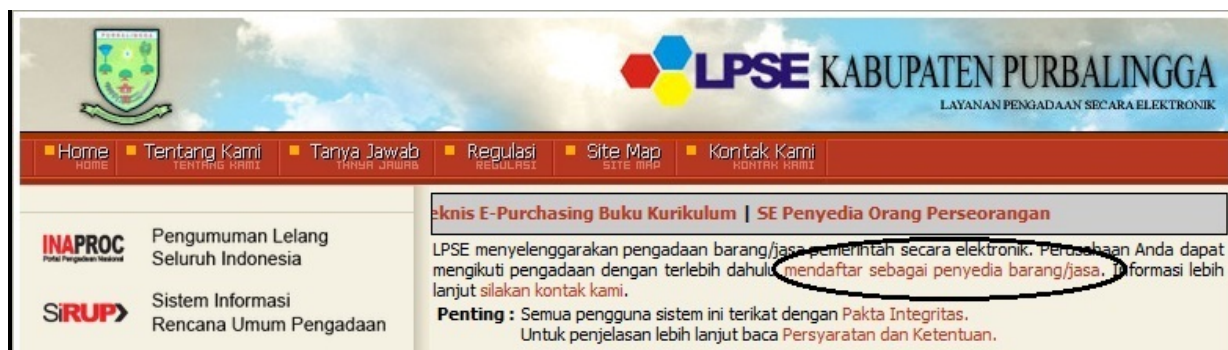 PURBALINGGA
LPSE KABUPATEN PURBALINGGA
LAYANAN PENGADAAN SECARA ELEKTRONIK
Home Tentang Kami Tanya Jawab Regulasi Site Map Kontak Kami
HOME TENTANG KAMI TANYA JAWAB REGULASI SITE MAP KONTAK KAMI
eknis E-Purchasing Buku Kurikulum | SE Penyedia Orang Perseorangan
INAPROC
Portal Pengadaan Nasional
Pengumuman Lelang
Seluruh Indonesia
SiRUP
Sistem Informasi
Rencana Umum Pengadaan
LPSE menyelenggarakan pengadaan barang/jasa pemerintah secara elektronik. Perusahaan Anda dapat
mengikuti pengadaan dengan terlebih dahulu mendaftar sebagai penyedia barang/jasa. Informasi lebih
lanjut silakan kontak kami.
Penting : Semua pengguna sistem ini terikat dengan Pakta Integritas.
Untuk penjelasan lebih lanjut baca Persyaratan dan Ketentuan.